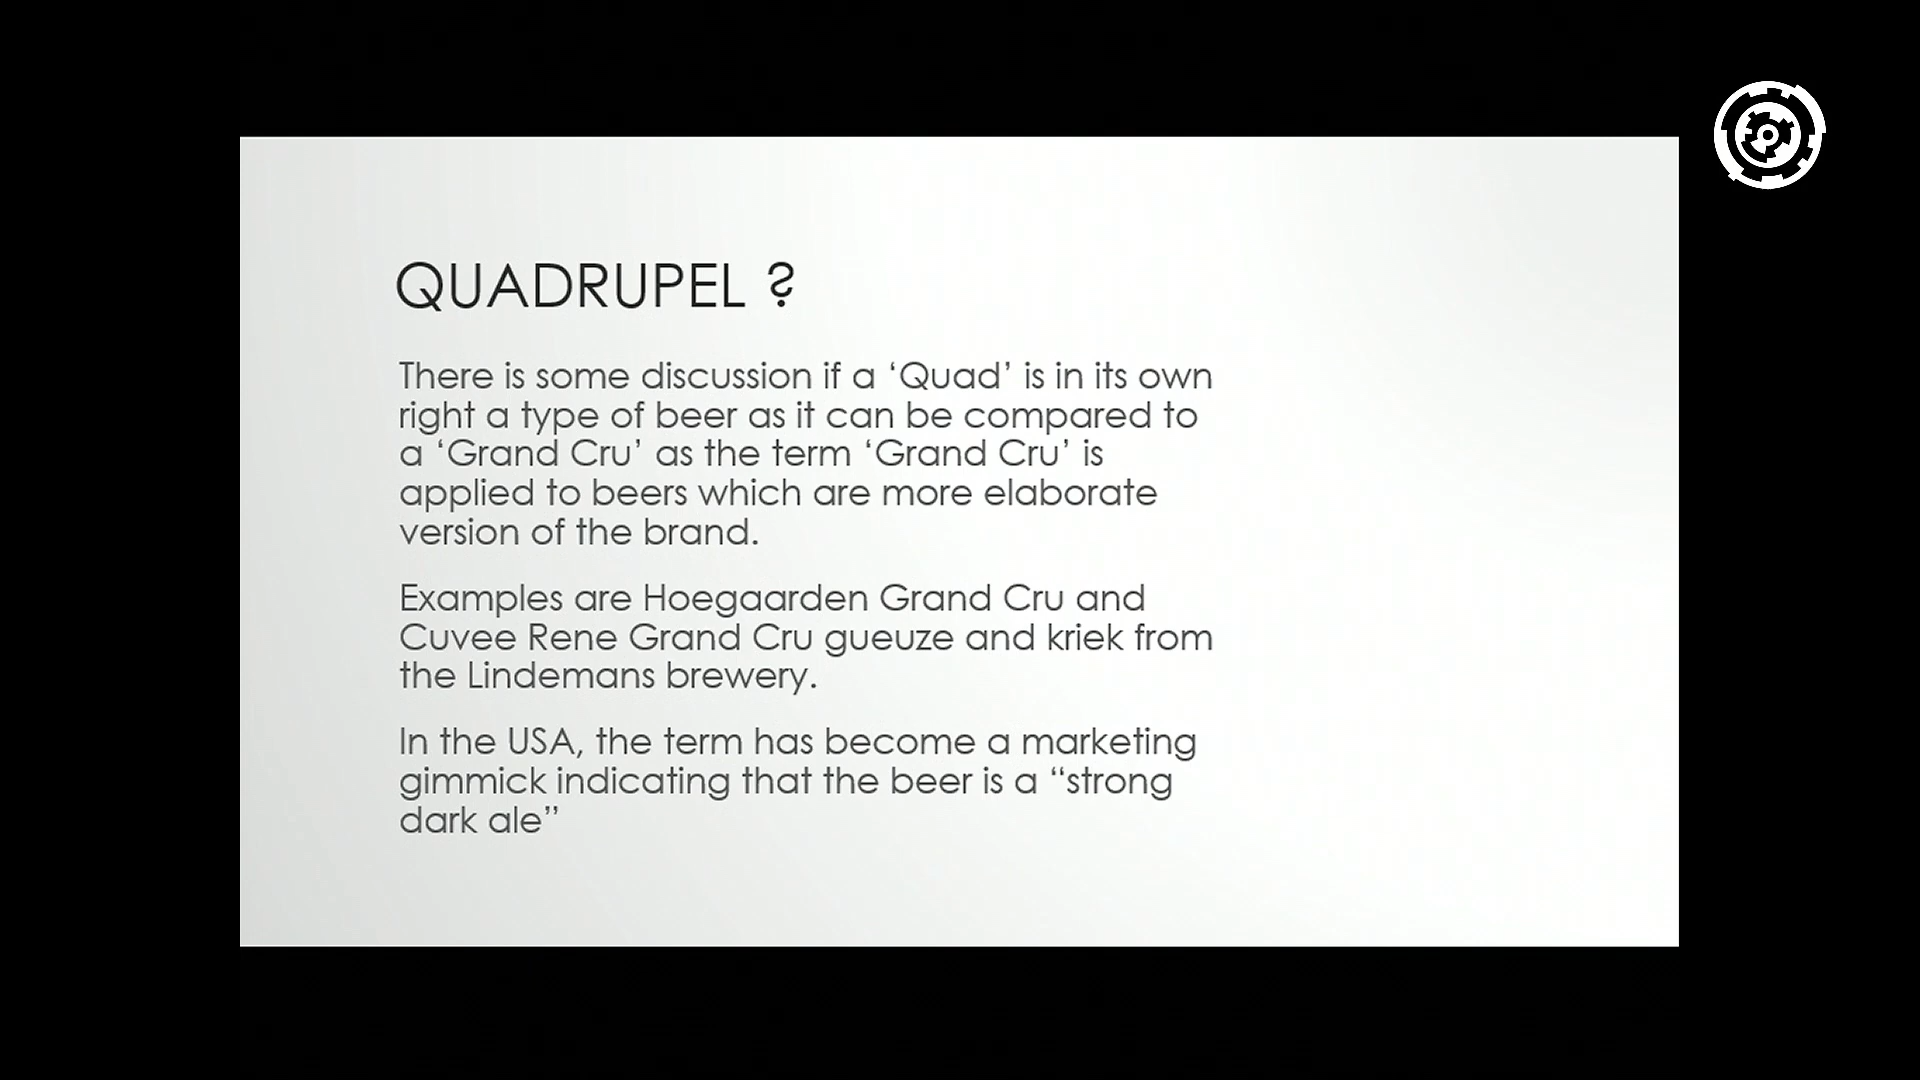 QUADRUPEL ?
There is some discussion if a ‘Quad’ is in its own
right a type of beer as it can be compared to
a ‘Grand Cru’ as the term ‘Grand Cru’ is
applied to beers which are more elaborate
version of the brand.
Examples are Hoegaarden Grand Cru and
Cuvee Rene Grand Cru gueuze and kriek from
the Lindemans brewery.
In the USA, the term has become a marketing
gimmick indicating that the beer is a “strong
dark ale”